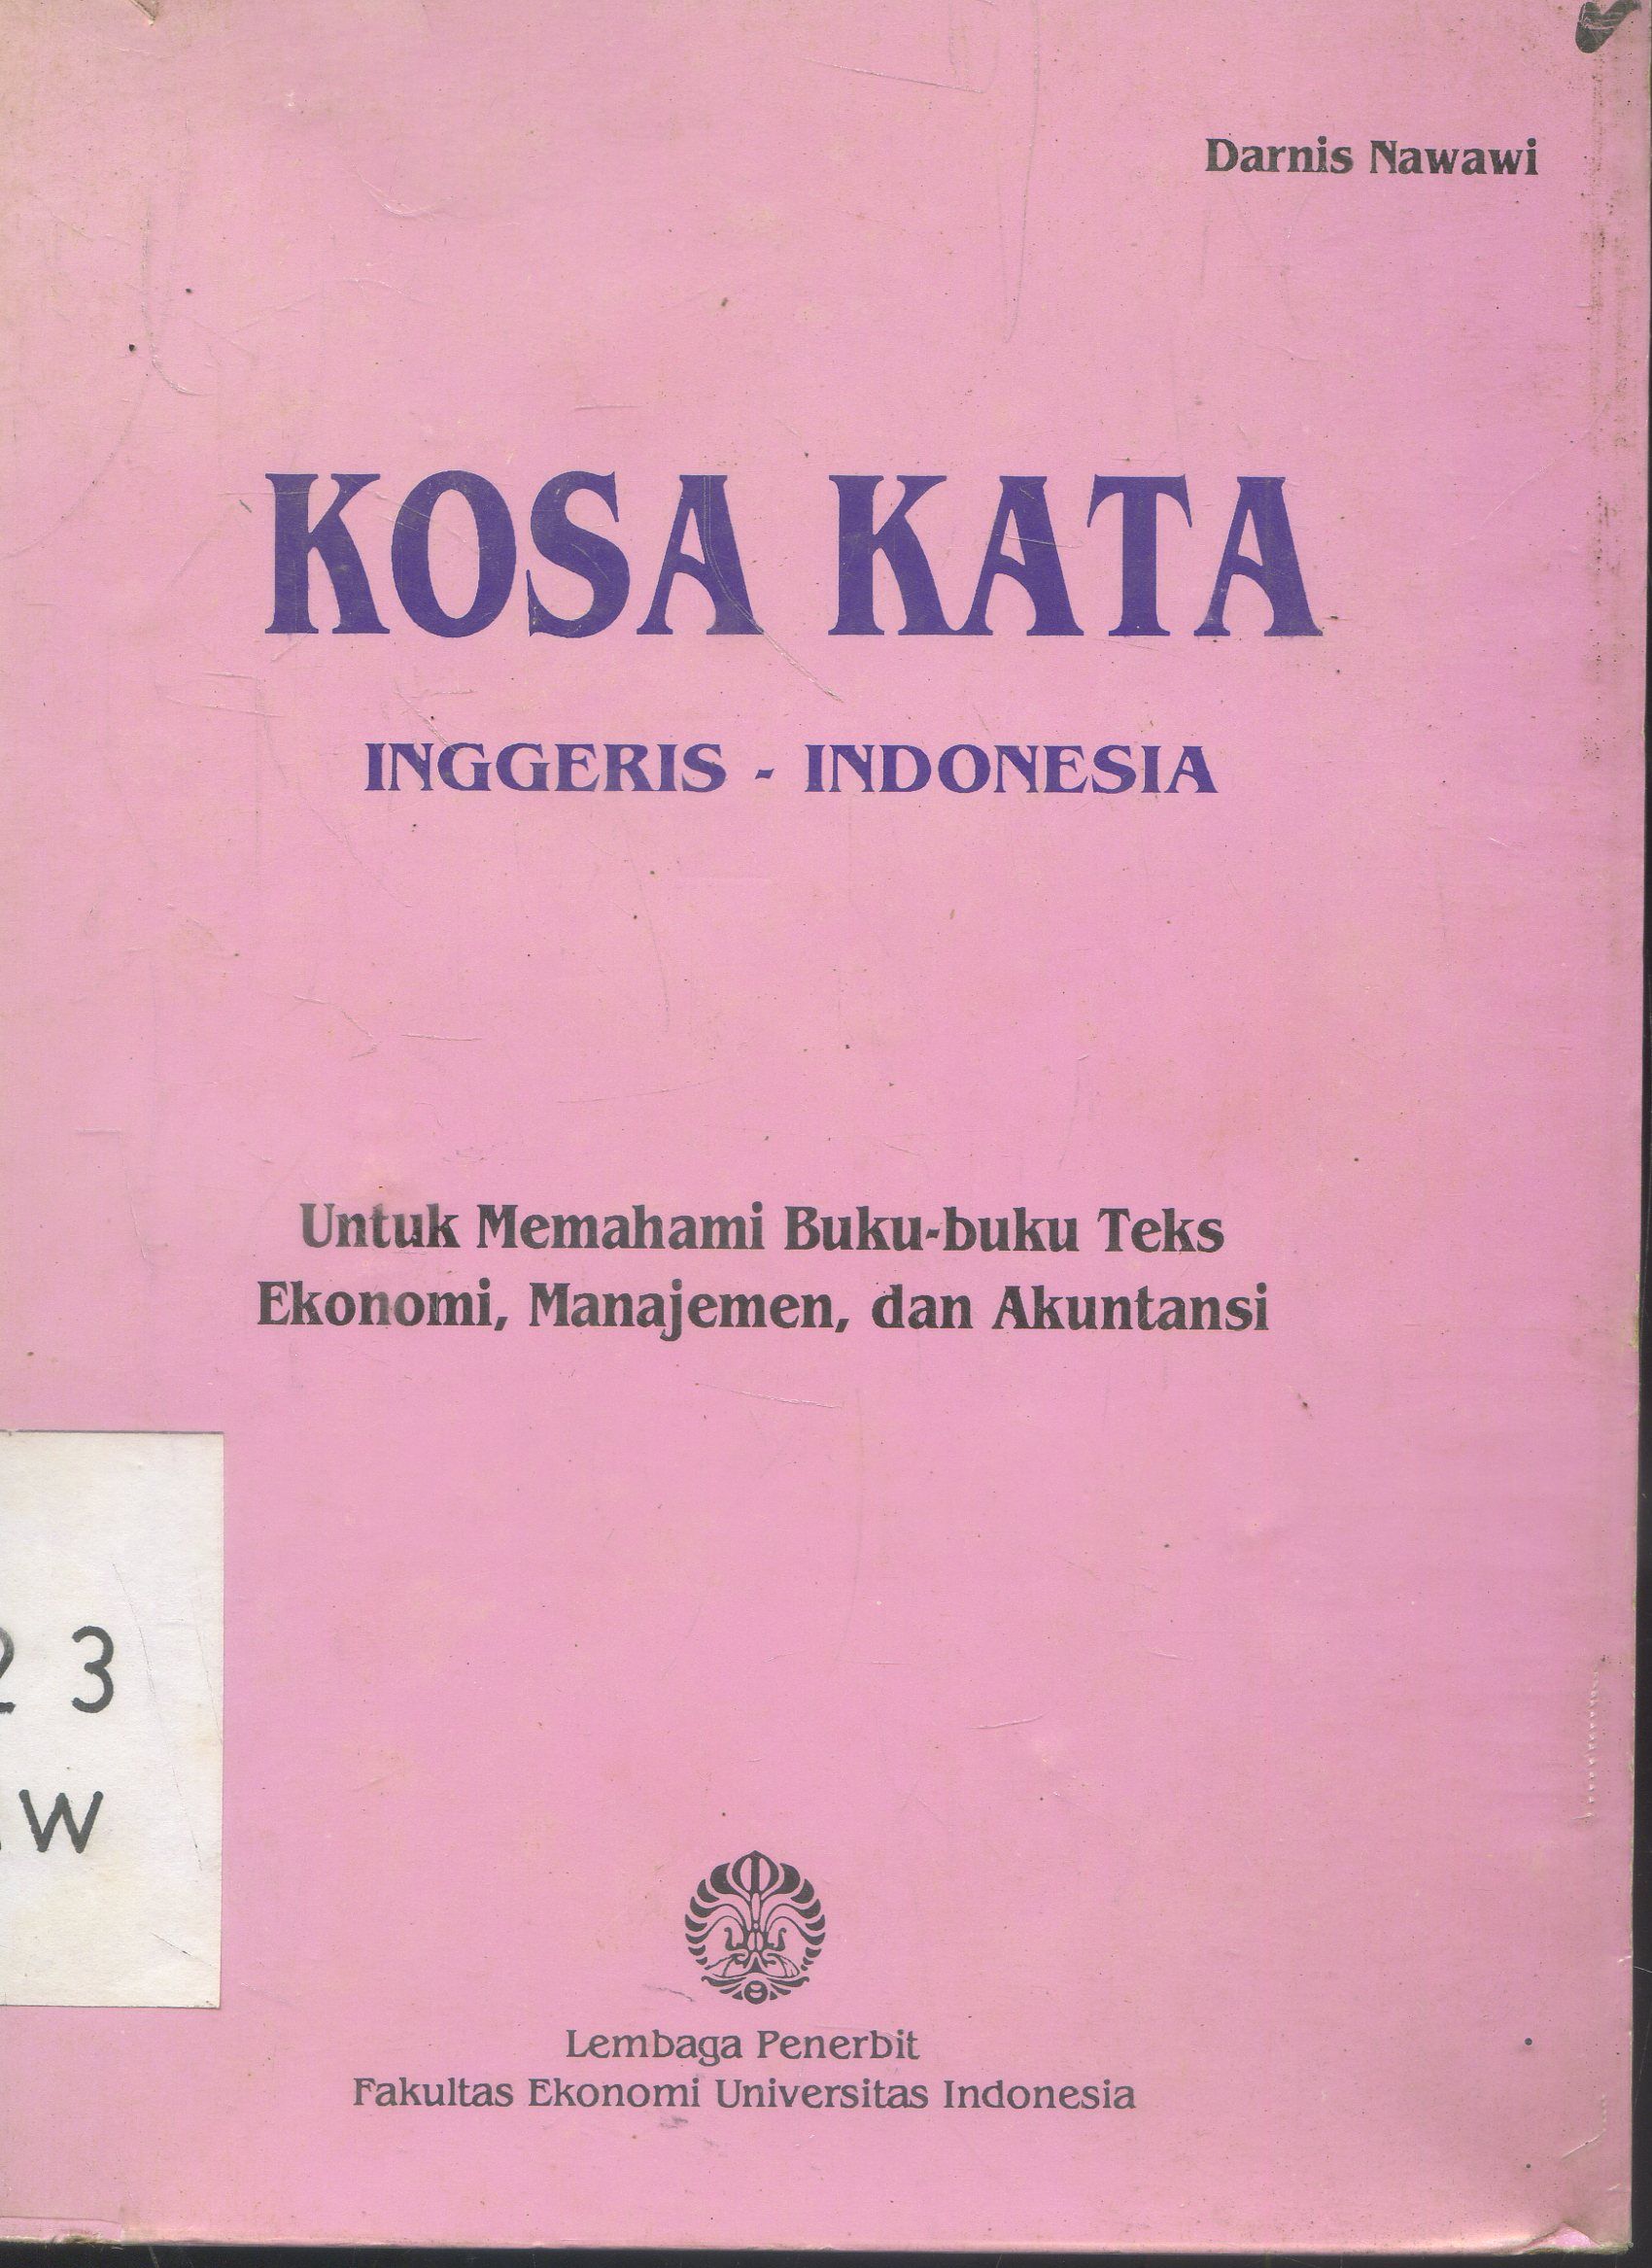 Darnis Nawawi
KOSA KATA
INGGERIS - INDONESIA
Untuk Memahami Buku-buku Teks
Ekonomi, Manajemen, dan Akuntansi
23
W
Lembaga Penerbit
Fakultas Ekonomi Universitas Indonesia